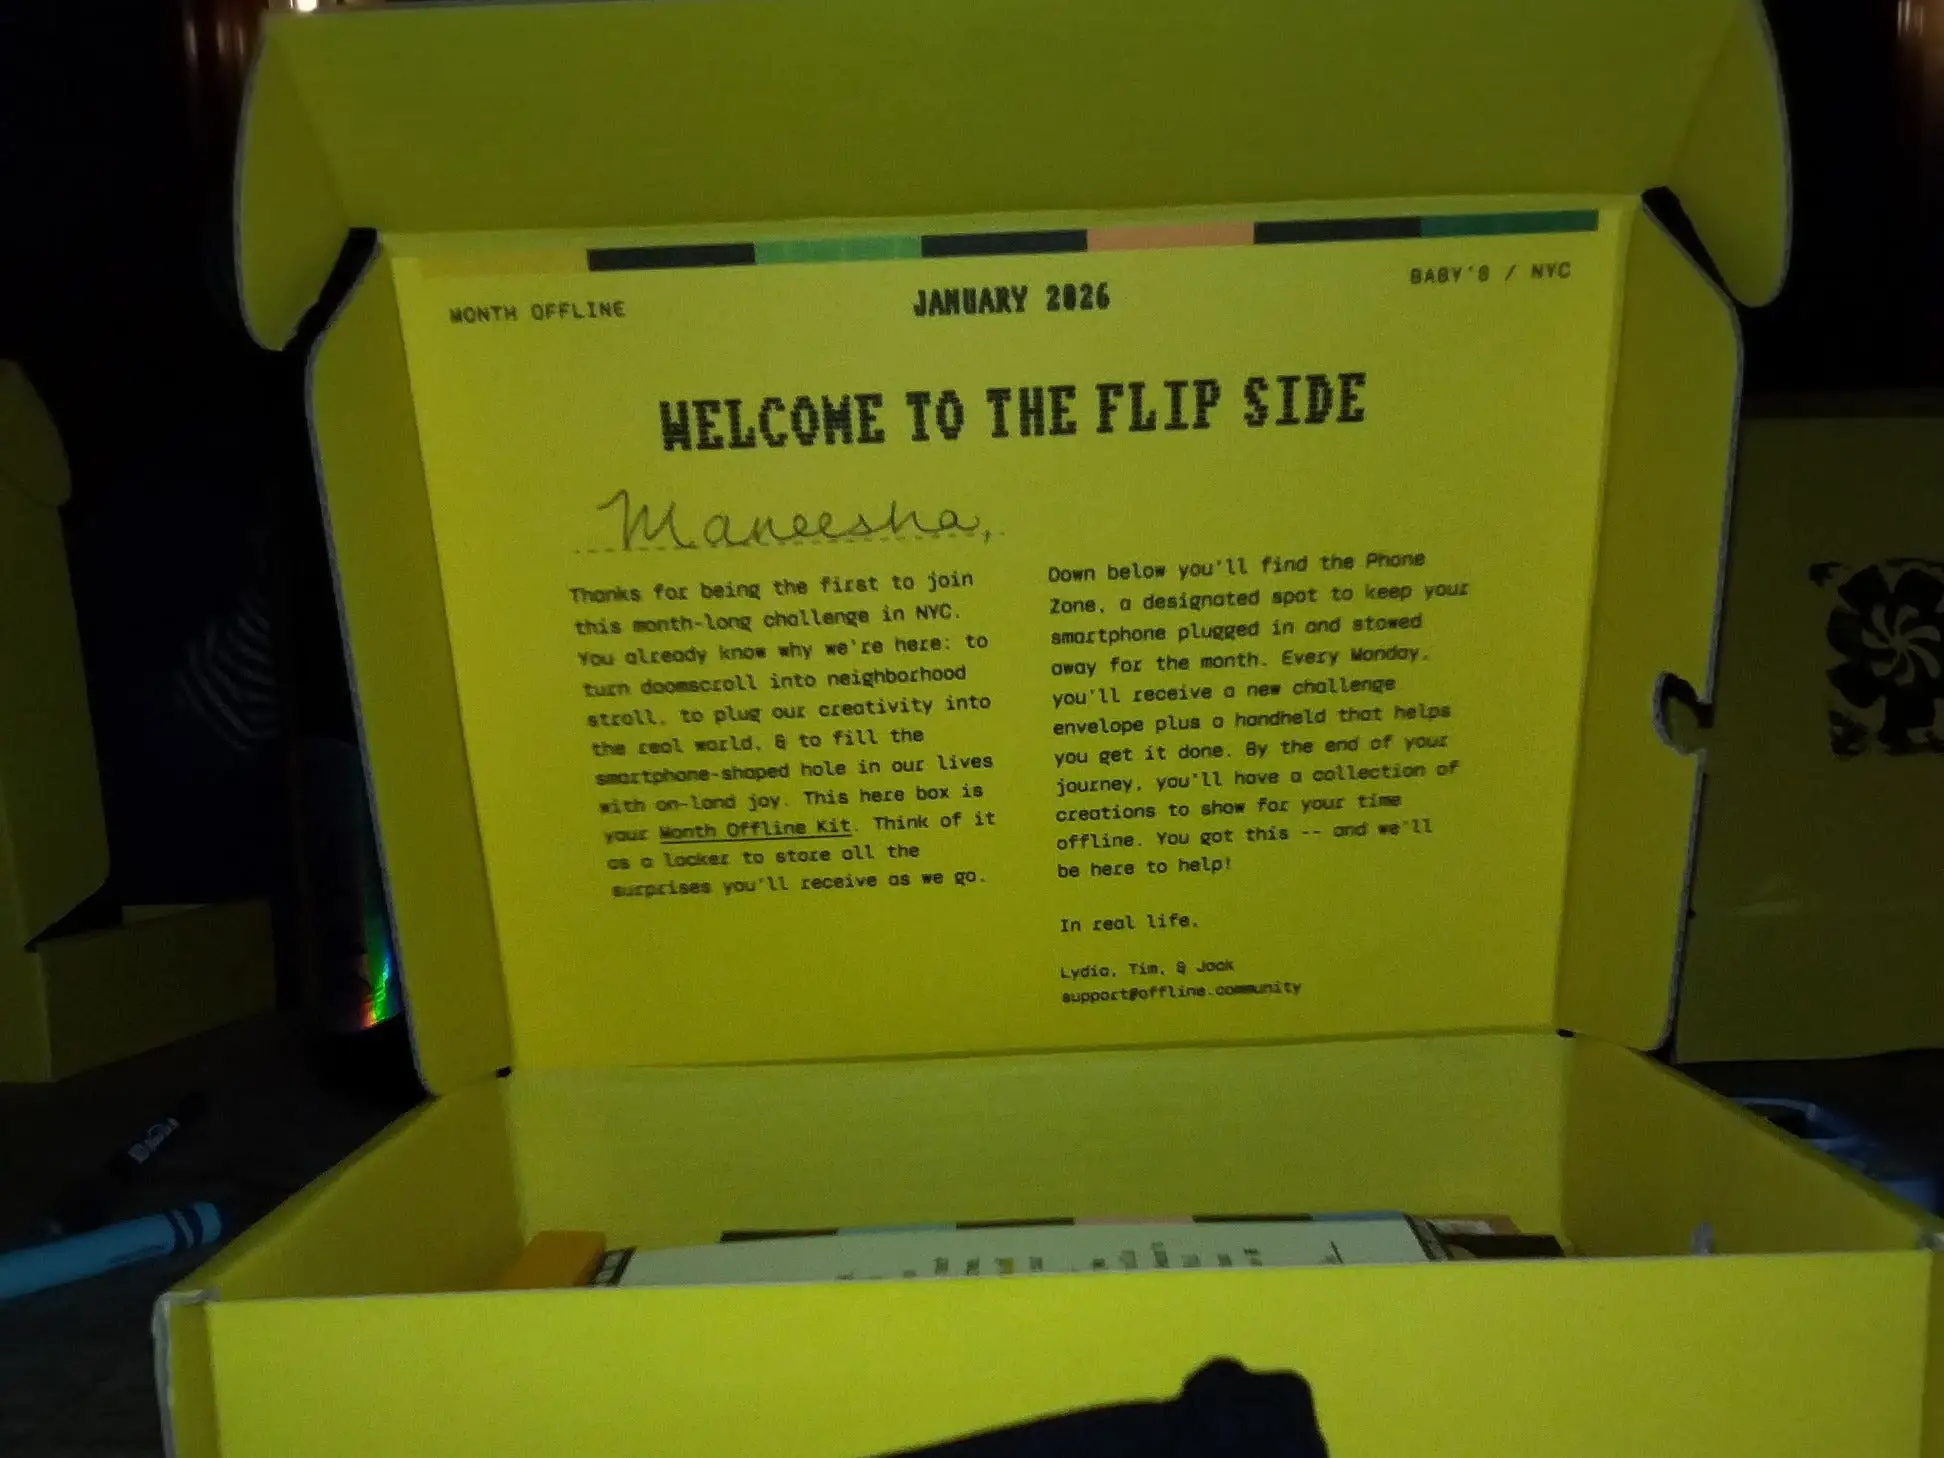 MONTH OFFLINE
JANUARY 2026
BABY'S / NYC
WELCOME TO THE FLIP SIDE
Maneesha,
Thanks for being the first to join
this month-long challenge in NYC.
You already know why we're here: to
turn doomscroll into neighborhood
stroll, to plug our creativity into
the real world, & to fill the
smartphone-shaped hole in our lives
with on-land joy. This here box is
your Month Offline Kit. Think of it
as a locker to store all the
surprises you'll receive as we go.
Down below you'll find the Phone
Zone, a designated spot to keep your
smartphone plugged in and stowed
away for the month. Every Monday,
you'll receive a new challenge
envelope plus a handheld that helps
you get it done. By the end of your
journey, you'll have a collection of
creations to show for your time
offline. You got this -- and we'll
be here to help!
In real life,
Lydia, Tim, & Jack
support@offline.community